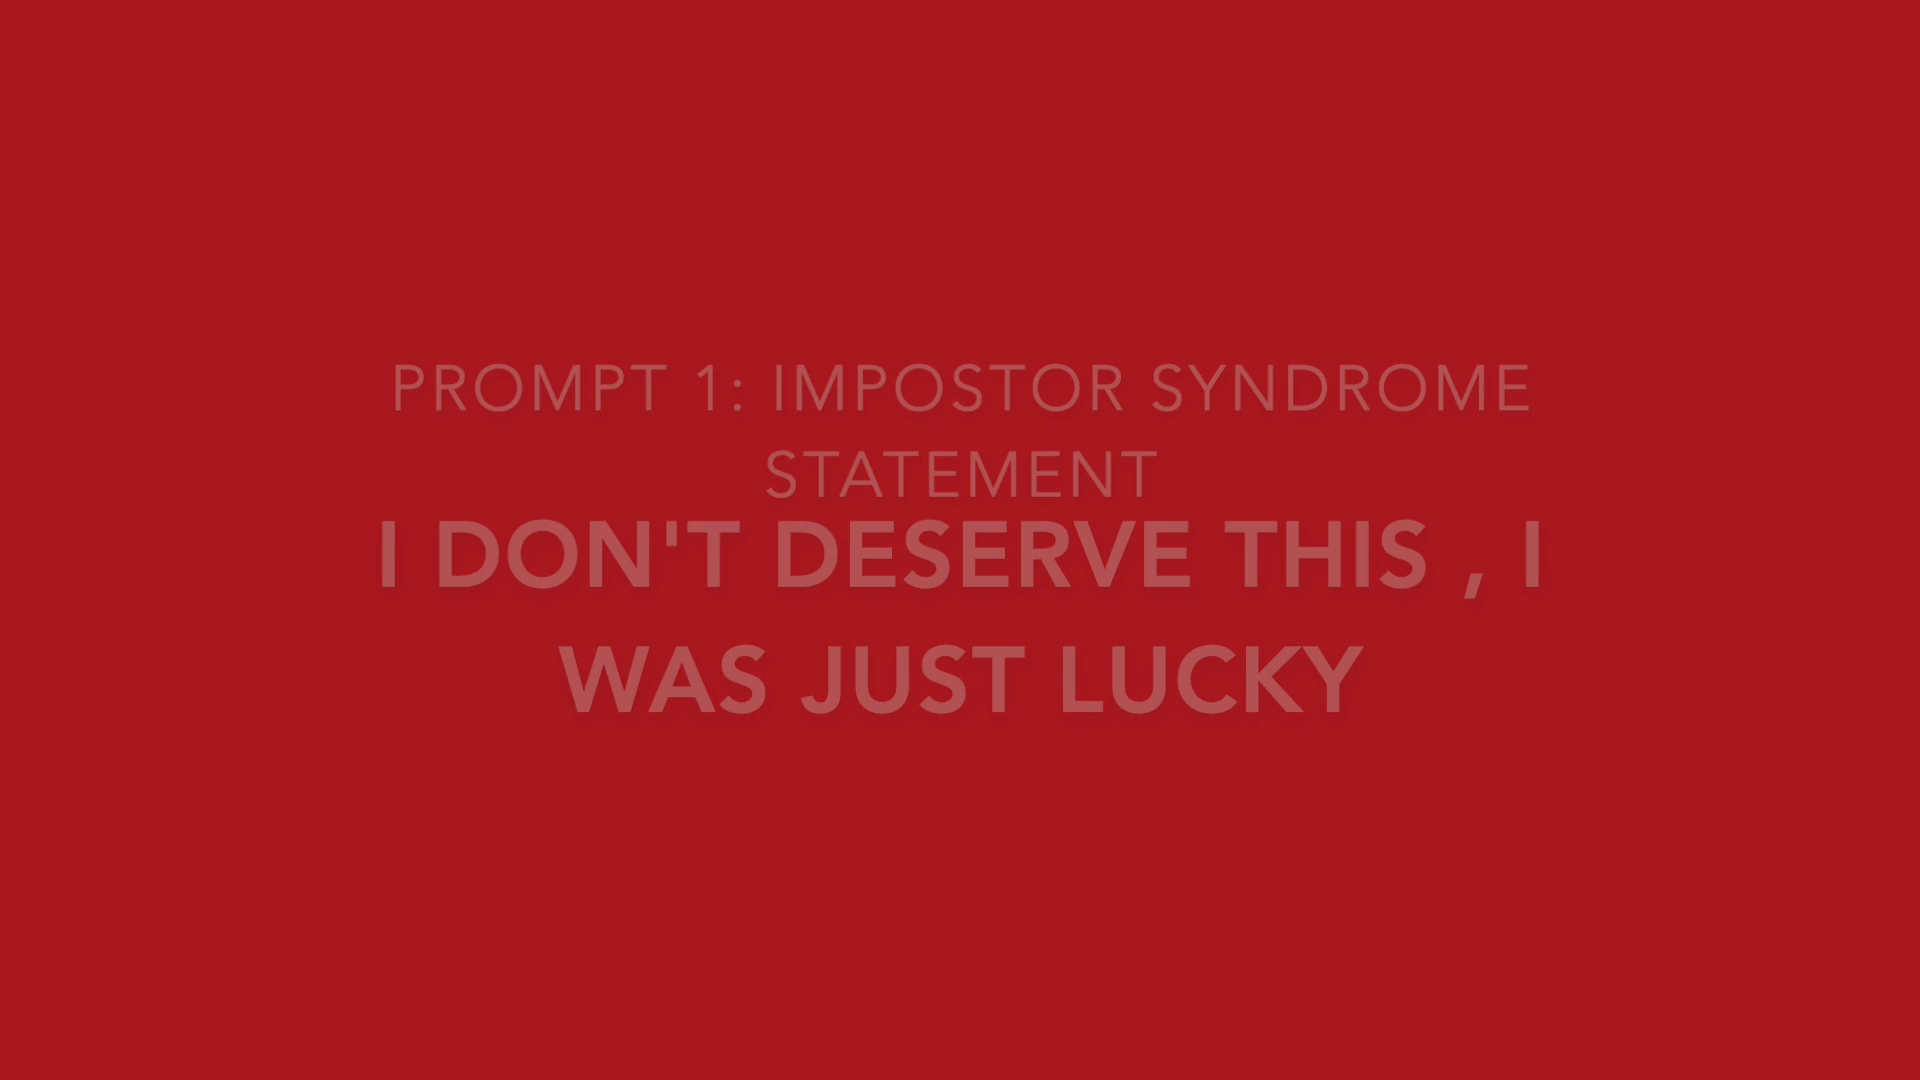 PROMPT 1: IMPOSTOR SYNDROME
STATEMENT
I DON'T DESERVE THIS , I
WAS JUST LUCKY